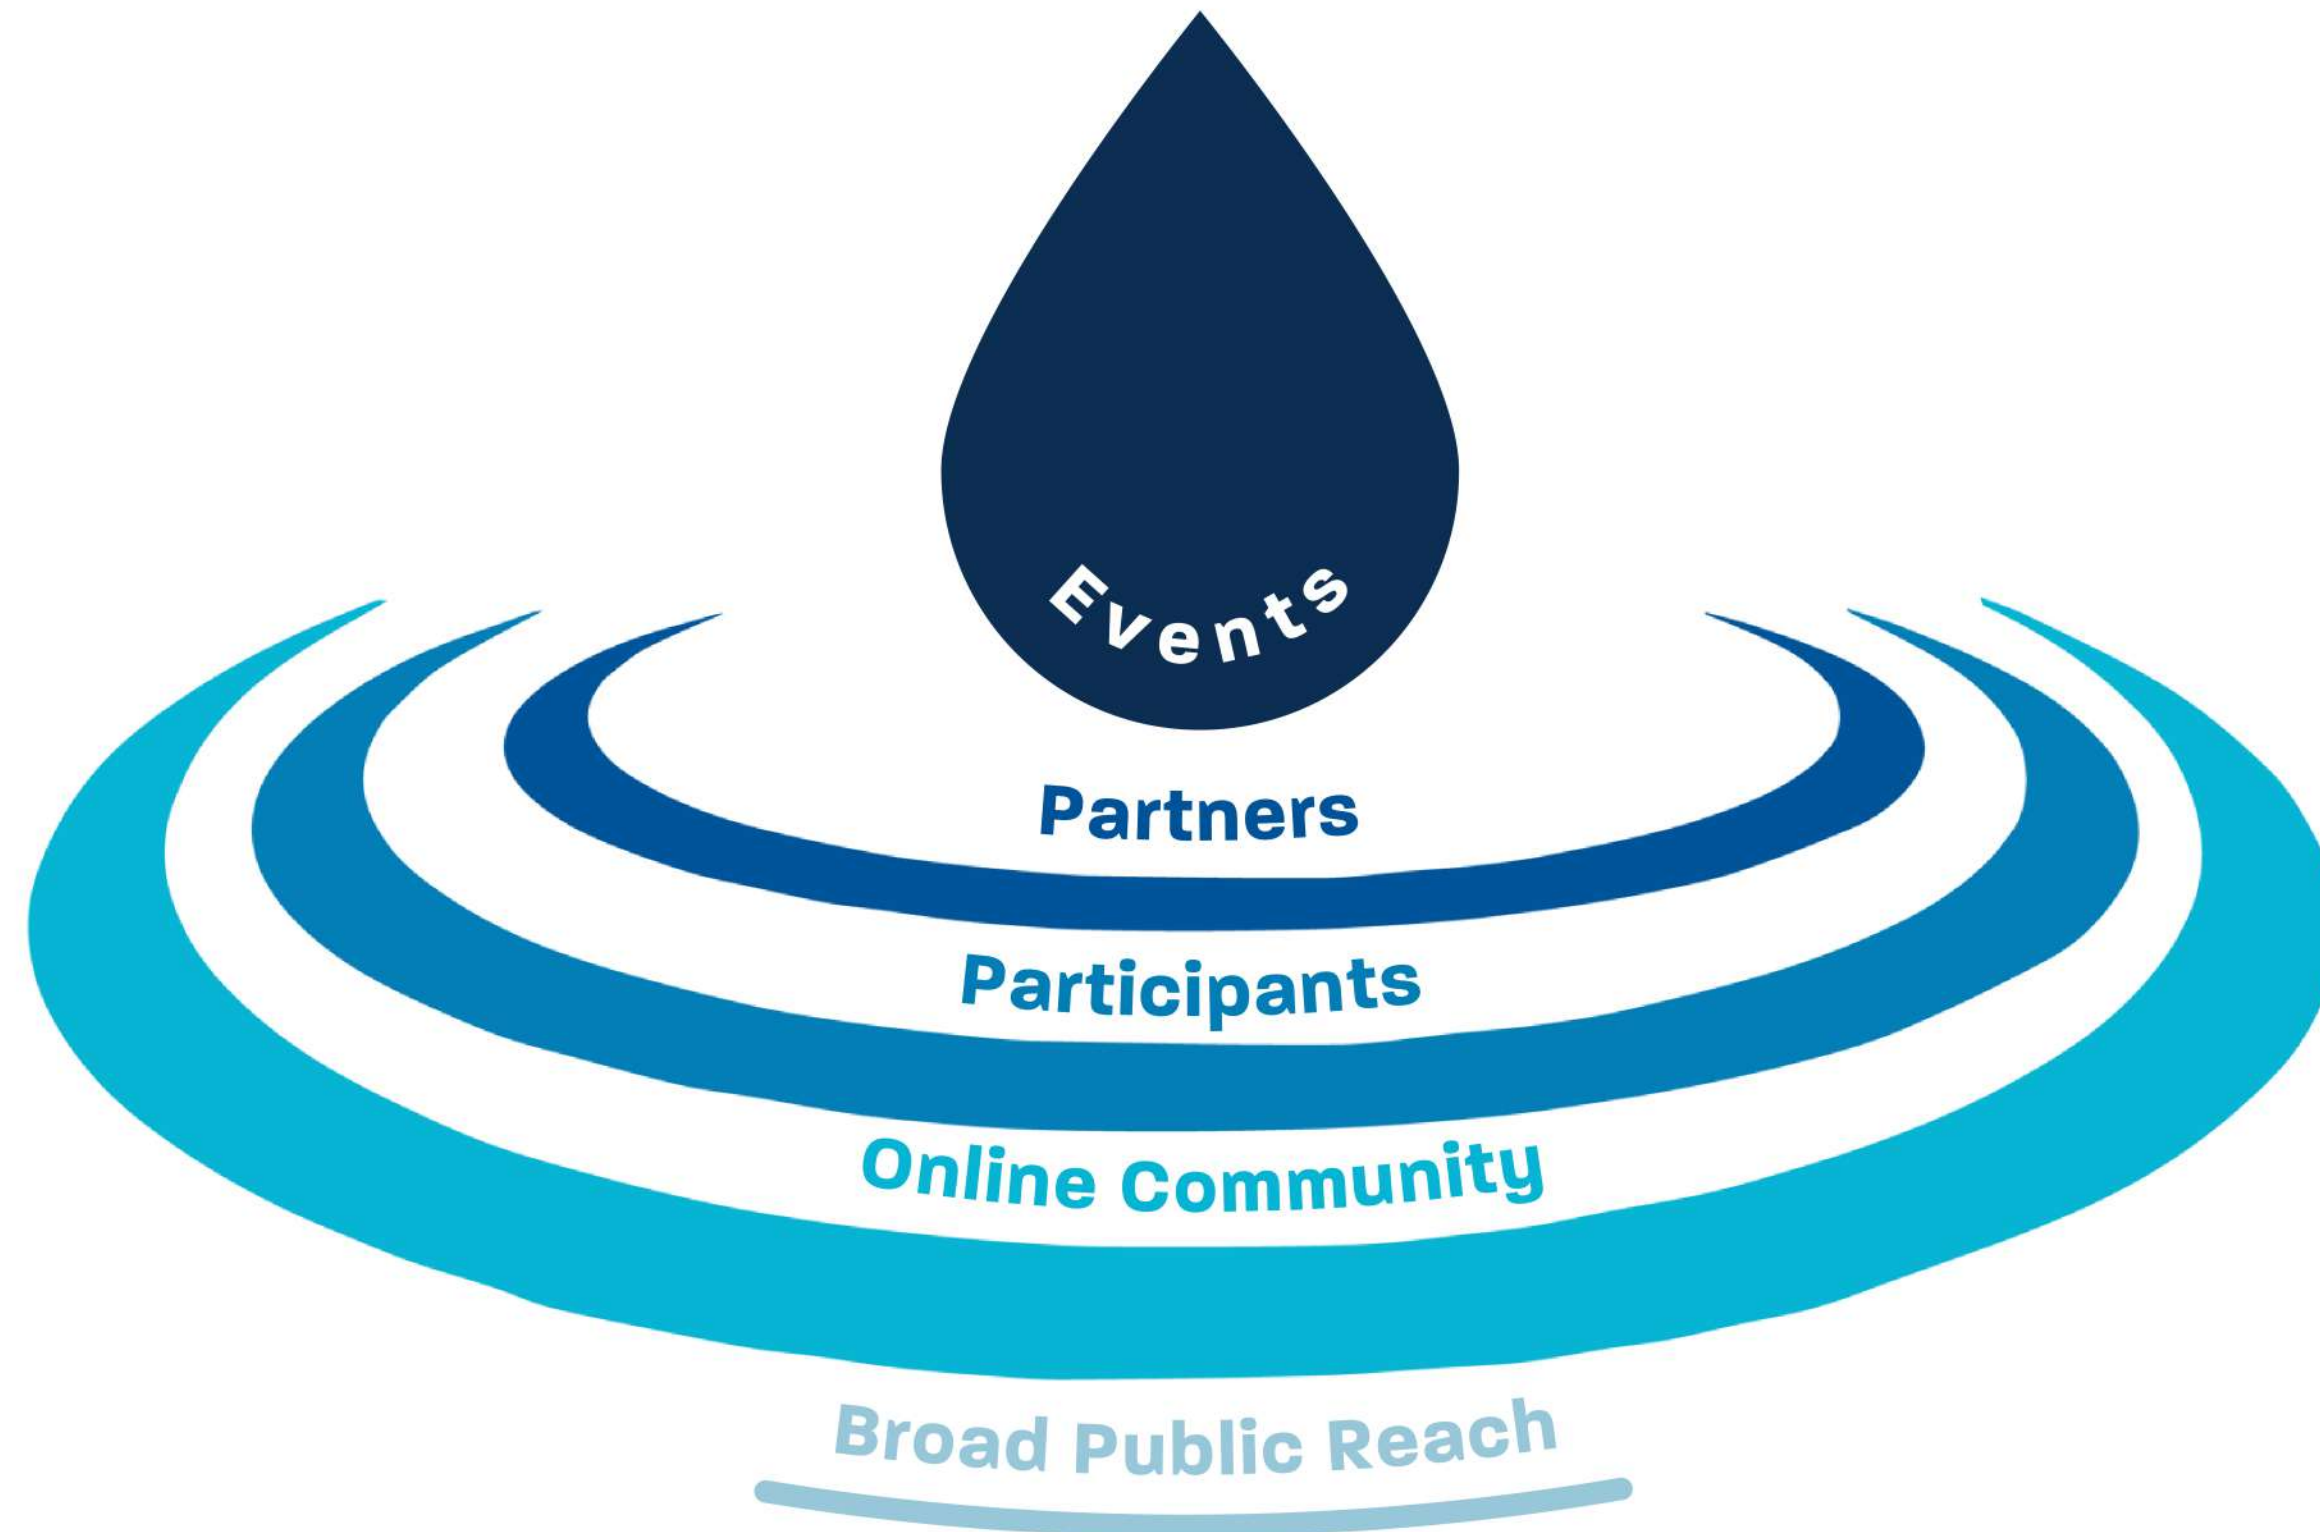 Events
Partners
Participants
Online Community
Broad Public Reach